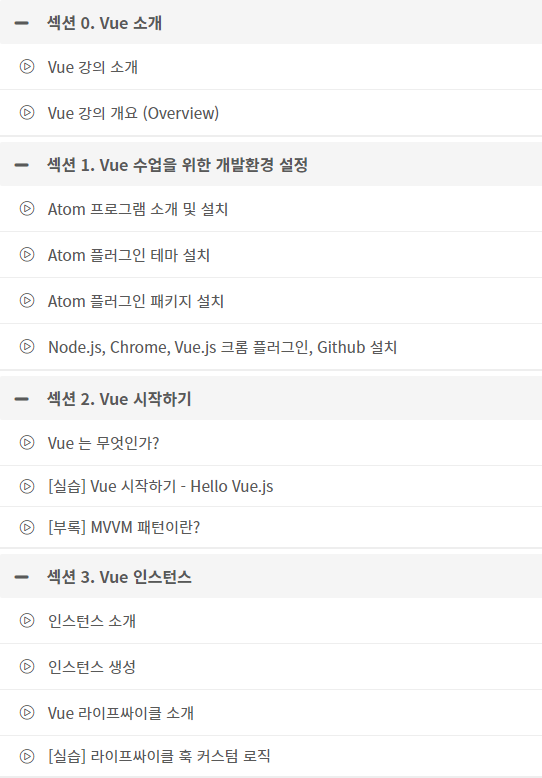 섹션 0. Vue 소개
Vue 강의 소개
Vue 강의 개요 (Overview)
섹션 1. Vue 수업을 위한 개발환경 설정
Atom 프로그램 소개 및 설치
Atom 플러그인 테마 설치
Atom 플러그인 패키지 설치
Node.js, Chrome, Vue.js 크롬 플러그인, Github 설치
섹션 2. Vue 시작하기
Vue 는 무엇인가?
[실습] Vue 시작하기 - Hello Vue.js
[부록] MVVM 패턴이란?
섹션 3. Vue 인스턴스
인스턴스 소개
인스턴스 생성
Vue 라이프싸이클 소개
[실습] 라이프싸이클 훅 커스텀 로직